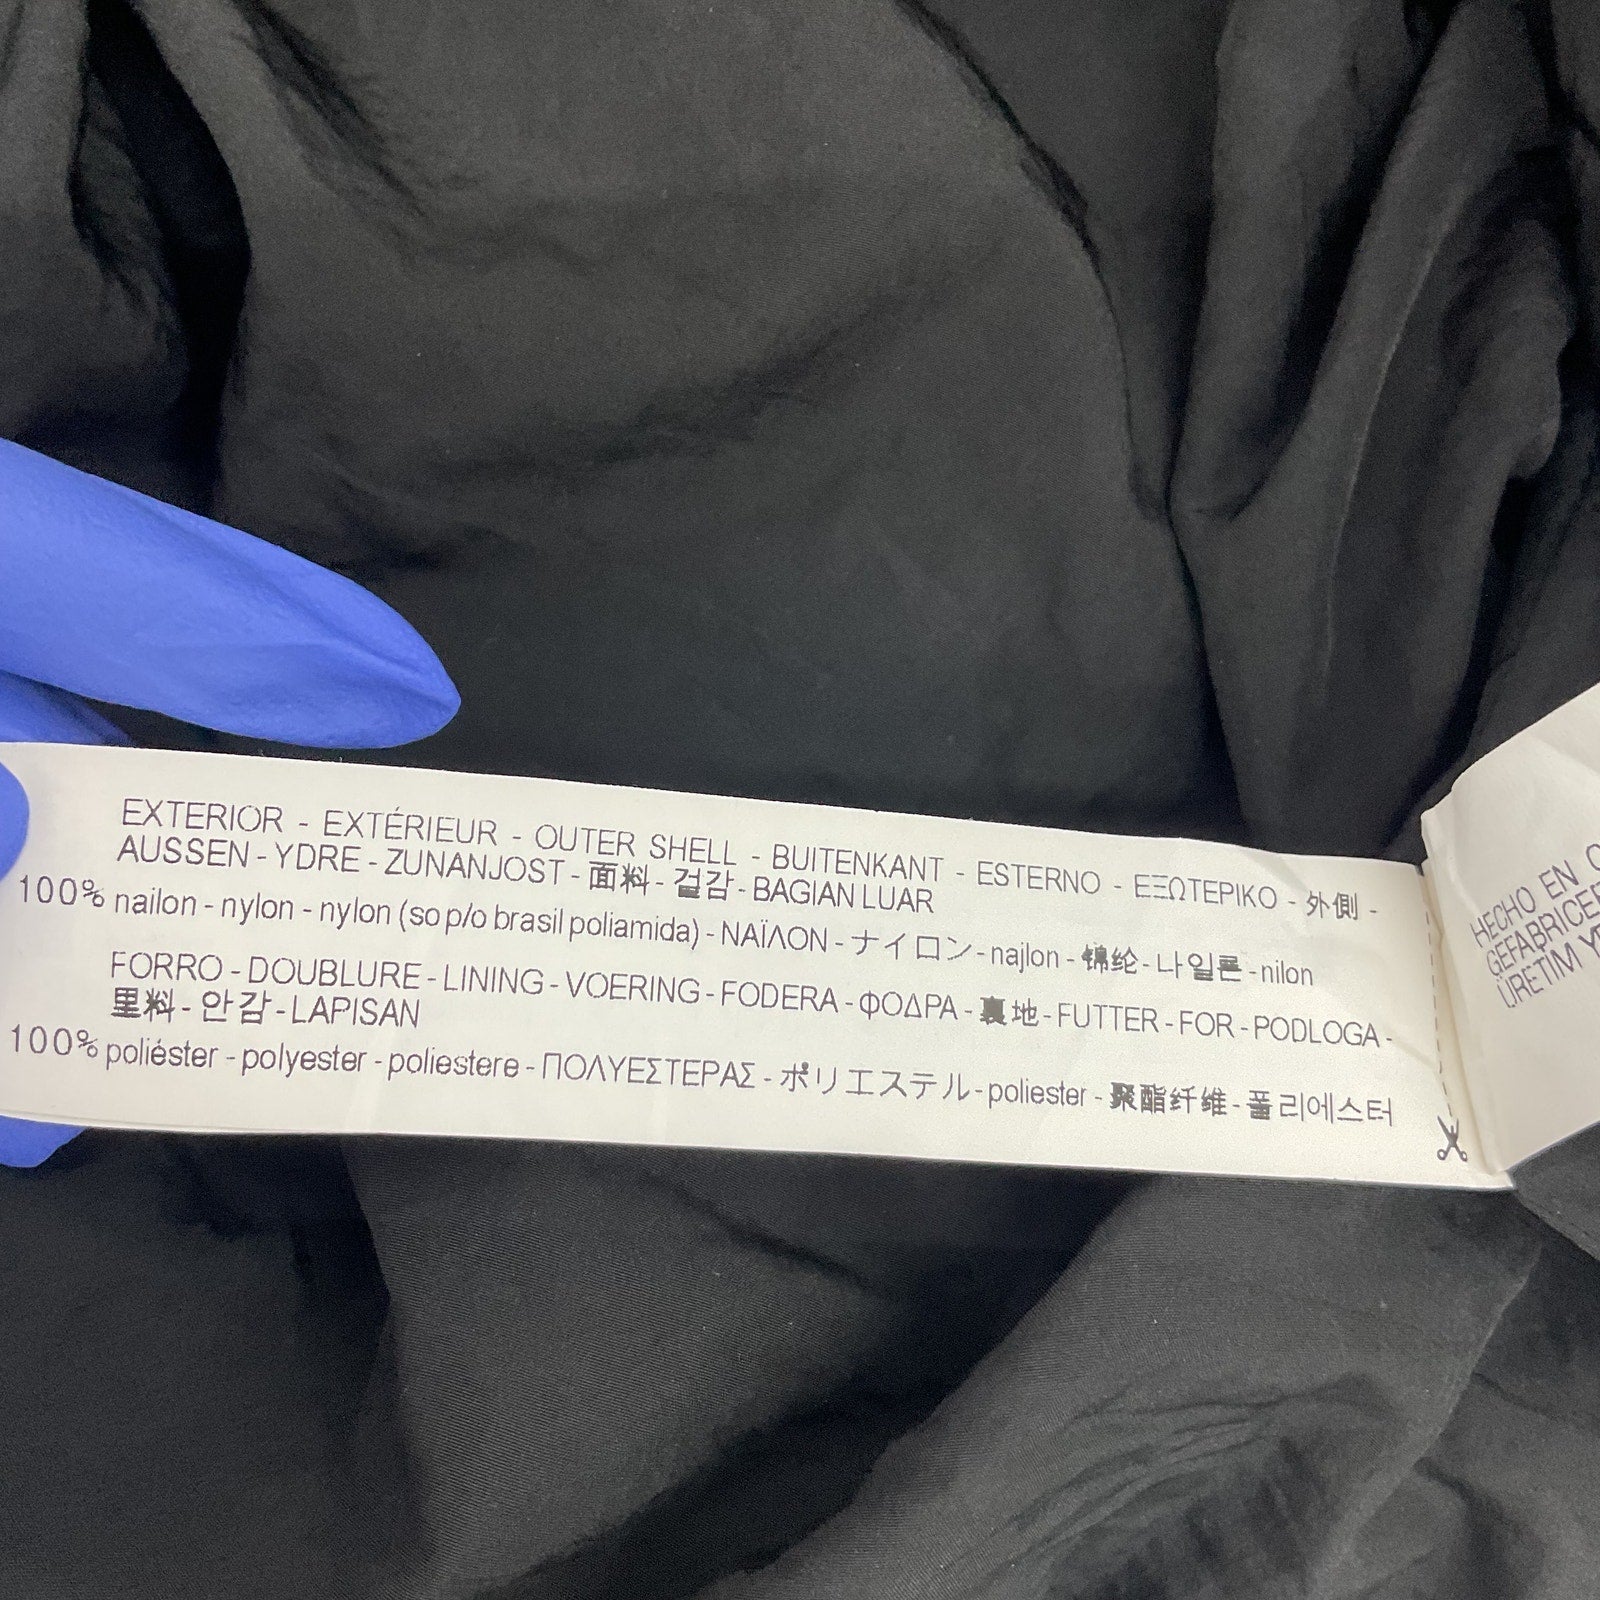 EXTERIOR - EXTÉRIEUR - OUTER SHELL - BUITENKANT - ESTERNO - ΕΞΩΤΕΡΙΚΟ - 外側 -
AUSSEN - YDRE - ZUNANJOST - 面料 - 겉감 - BAGIAN LUAR
100% nailon - nylon - nylon (so p/o brasil poliamida) - ΝΑΪΛΟΝ - ナイロン - najlon - 锦纶 - 나일론 - nilon
FORRO - DOUBLURE - LINING - VOERING - FODERA - ΦΟΔΡΑ - 裏地 - FUTTER - FOR - PODLOGA -
里料 - 안감 - LAPISAN
100% poliéster - polyester - poliestere - ΠΟΛΥΕΣΤΕΡΑΣ - ポリエステル - poliester - 聚酯纤维 - 폴리에스터
HECHO EN
ÜRETİM